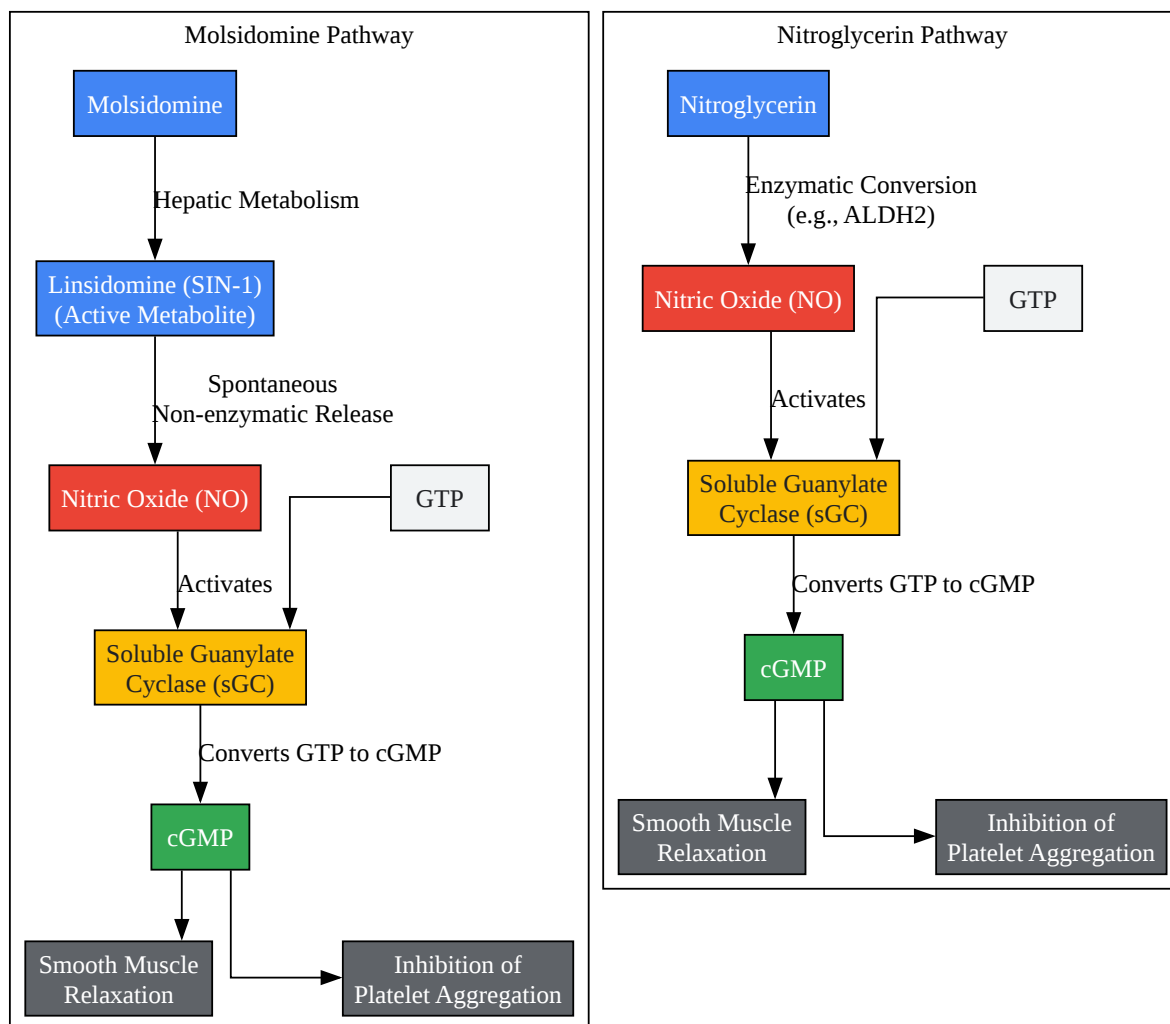 Molsidomine Pathway
Molsidomine
Hepatic Metabolism
Linsidomine (SIN-1)
(Active Metabolite)
Spontaneous
Non-enzymatic Release
Nitric Oxide (NO)
GTP
Activates
Soluble Guanylate
Cyclase (sGC)
Converts GTP to cGMP
cGMP
Smooth Muscle
Relaxation
Inhibition of
Platelet Aggregation
Nitroglycerin Pathway
Nitroglycerin
Enzymatic Conversion
(e.g., ALDH2)
Nitric Oxide (NO)
GTP
Activates
Soluble Guanylate
Cyclase (sGC)
Converts GTP to cGMP
cGMP
Smooth Muscle
Relaxation
Inhibition of
Platelet Aggregation